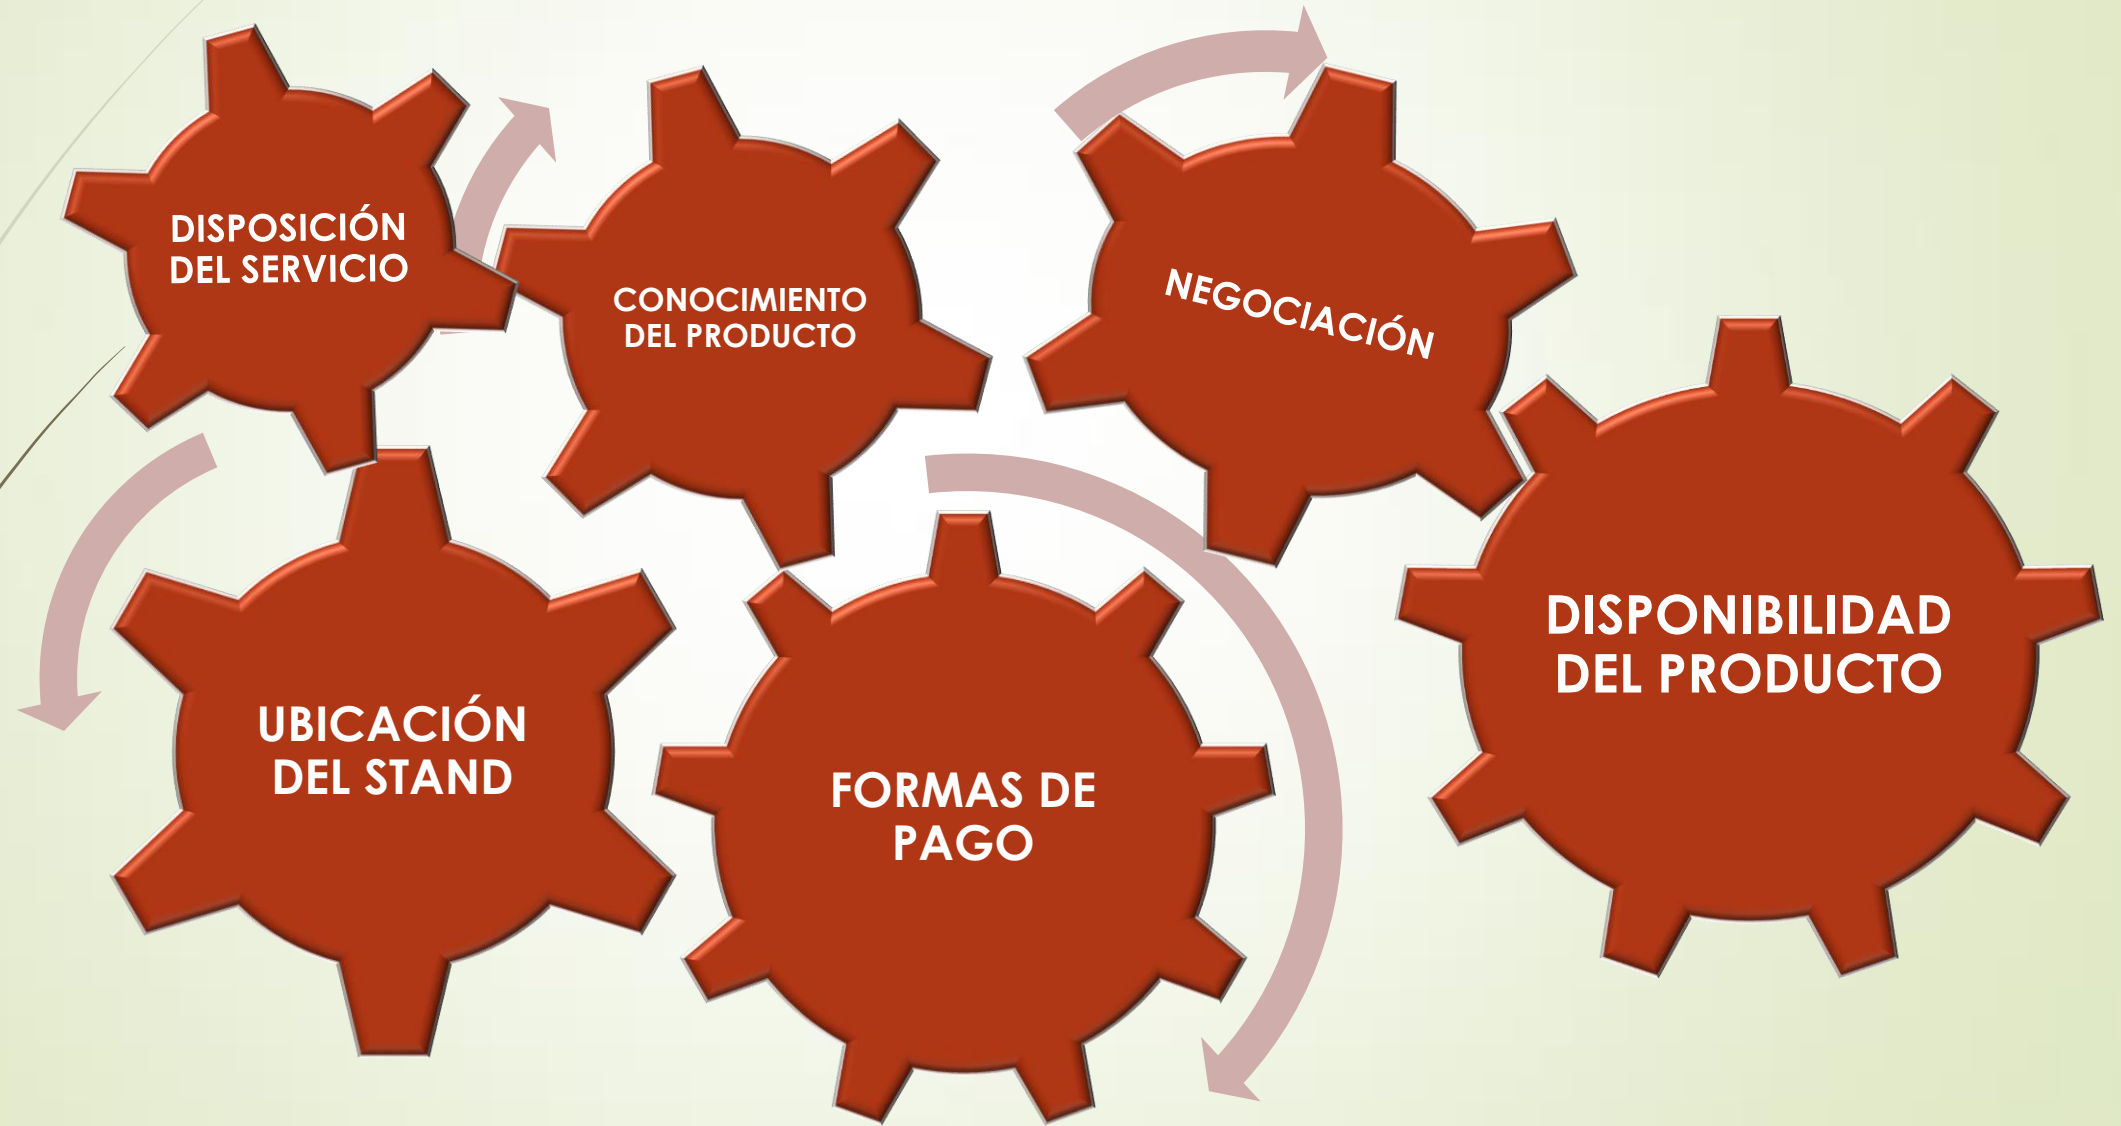 DISPOSICIÓN
DEL SERVICIO
CONOCIMIENTO
DEL PRODUCTO
NEGOCIACIÓN
DISPONIBILIDAD
DEL PRODUCTO
UBICACIÓN
DEL STAND
FORMAS DE
PAGO